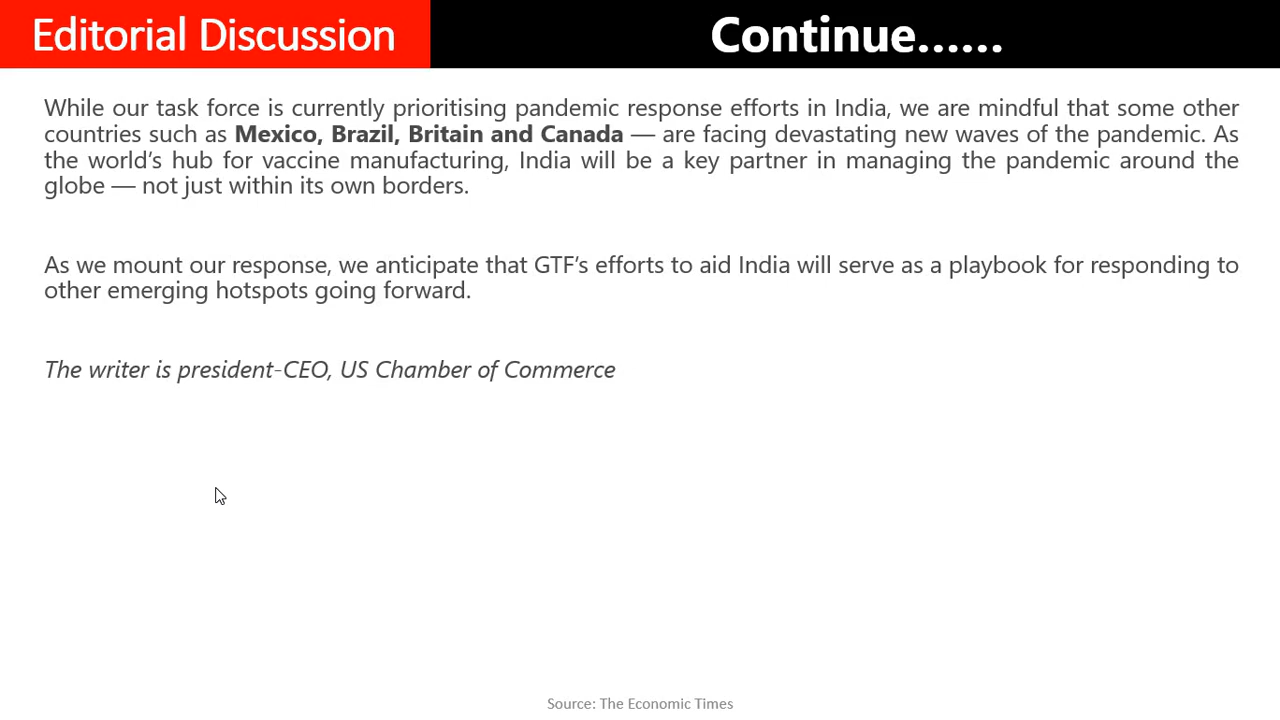 Editorial Discussion
Continue......
While our task force is currently prioritising pandemic response efforts in India, we are mindful that some other
countries such as Mexico, Brazil, Britain and Canada — are facing devastating new waves of the pandemic. As
the world's hub for vaccine manufacturing, India will be a key partner in managing the pandemic around the
globe — not just within its own borders.
As we mount our response, we anticipate that GTF's efforts to aid India will serve as a playbook for responding to
other emerging hotspots going forward.
The writer is president-CEO, US Chamber of Commerce
Source: The Economic Times